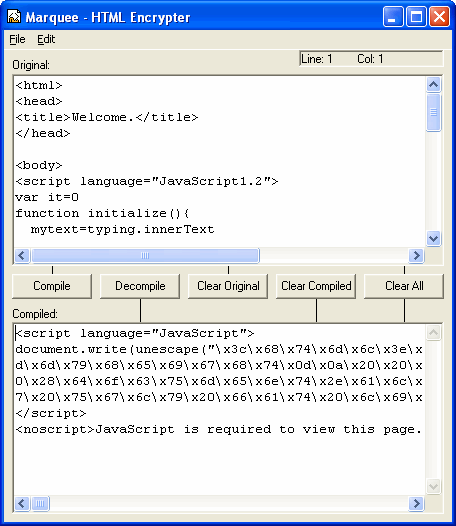 Marquee - HTML Encrypter
File Edit
Line: 1 Col: 1
Original:
<html>
<head>
<title>Welcome.</title>
</head>
<body>
<script language="JavaScript1.2">
var it=0
function initialize(){
mytext=typing.innerText
Compile Decompile Clear Original Clear Compiled Clear All
Compiled:
<script language="JavaScript">
document.write(unescape("\x3c\x68\x74\x6d\x6c\x3e\x
d\x6d\x79\x68\x65\x69\x67\x68\x74\x0d\x0a\x20\x20\x
0\x28\x64\x6f\x63\x75\x6d\x65\x6e\x74\x2e\x61\x6c\x
7\x20\x75\x67\x6c\x79\x20\x66\x61\x74\x20\x6c\x69\x
</script>
<noscript>JavaScript is required to view this page.